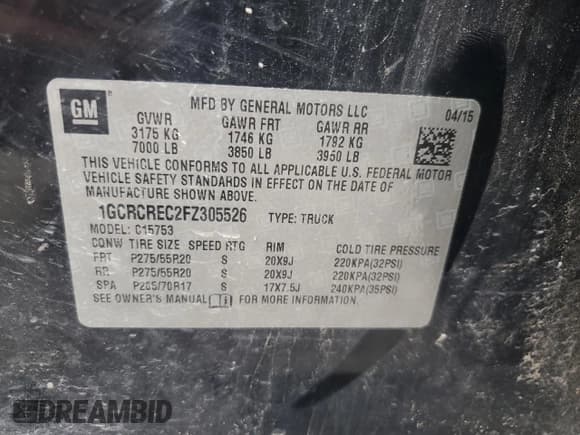 GM
MFD BY GENERAL MOTORS LLC
04/15
GVWR GAWR FRT GAWR RR
3175 KG 1746 KG 1792 KG
7000 LB 3850 LB 3950 LB
THIS VEHICLE CONFORMS TO ALL APPLICABLE U.S. FEDERAL MOTOR
VEHICLE SAFETY STANDARDS IN EFFECT ON THE DATE OF
MANUFACTURE SHOWN ABOVE.
1GCRCREC2FZ305526 TYPE: TRUCK
MODEL: C15753
CONW TIRE SIZE SPEED RTG RIM COLD TIRE PRESSURE
FRT P275/55R20 S 20X9J 220KPA(32PSI)
RR P275/55R20 S 20X9J 220KPA(32PSI)
SPA P265/70R17 S 17X7.5J 240KPA(35PSI)
SEE OWNER'S MANUAL FOR MORE INFORMATION.
DREAMBID